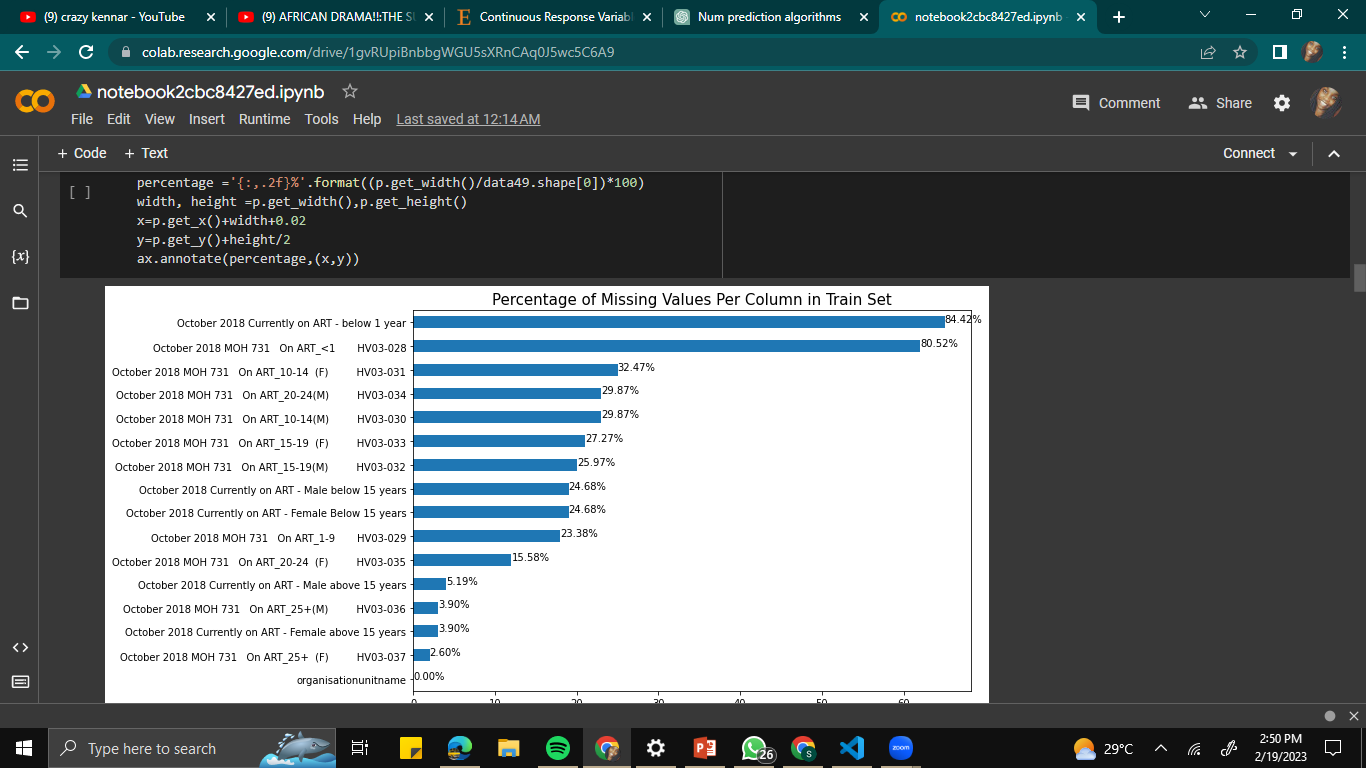 (9) crazy kennar - YouTube
(9) AFRICAN DRAMA!!:THE S
Continuous Response Variabl
Num prediction algorithms
notebook2cbc8427ed.ipynb
colab.research.google.com/drive/1gvRUpiBnbbgWGU5sXRnCAq0J5wc5C6A9
notebook2cbc8427ed.ipynb
Comment
Share
File Edit View Insert Runtime Tools Help Last saved at 12:14 AM
+ Code + Text
Connect
[ ]
percentage ='{:,.2f}%'.format((p.get_width()/data49.shape[0])*100)
width, height =p.get_width(),p.get_height()
x=p.get_x()+width+0.02
y=p.get_y()+height/2
ax.annotate(percentage,(x,y))
{x}
Percentage of Missing Values Per Column in Train Set
October 2018 Currently on ART - below 1 year 84.42%
October 2018 MOH 731 On ART_<1 HV03-028 80.52%
October 2018 MOH 731 On ART_10-14 (F) HV03-031 32.47%
October 2018 MOH 731 On ART_20-24(M) HV03-034 29.87%
October 2018 MOH 731 On ART_10-14(M) HV03-030 29.87%
October 2018 MOH 731 On ART_15-19 (F) HV03-033 27.27%
October 2018 MOH 731 On ART_15-19(M) HV03-032 25.97%
October 2018 Currently on ART - Male below 15 years 24.68%
October 2018 Currently on ART - Female Below 15 years 24.68%
October 2018 MOH 731 On ART_1-9 HV03-029 23.38%
October 2018 MOH 731 On ART_20-24 (F) HV03-035 15.58%
October 2018 Currently on ART - Male above 15 years 5.19%
October 2018 MOH 731 On ART_25+(M) HV03-036 3.90%
October 2018 Currently on ART - Female above 15 years 3.90%
October 2018 MOH 731 On ART_25+ (F) HV03-037 2.60%
organisationunitname 0.00%
0 10 20 30 40 50 60
Type here to search
26
S
zoom
29°C
2:50 PM
2/19/2023